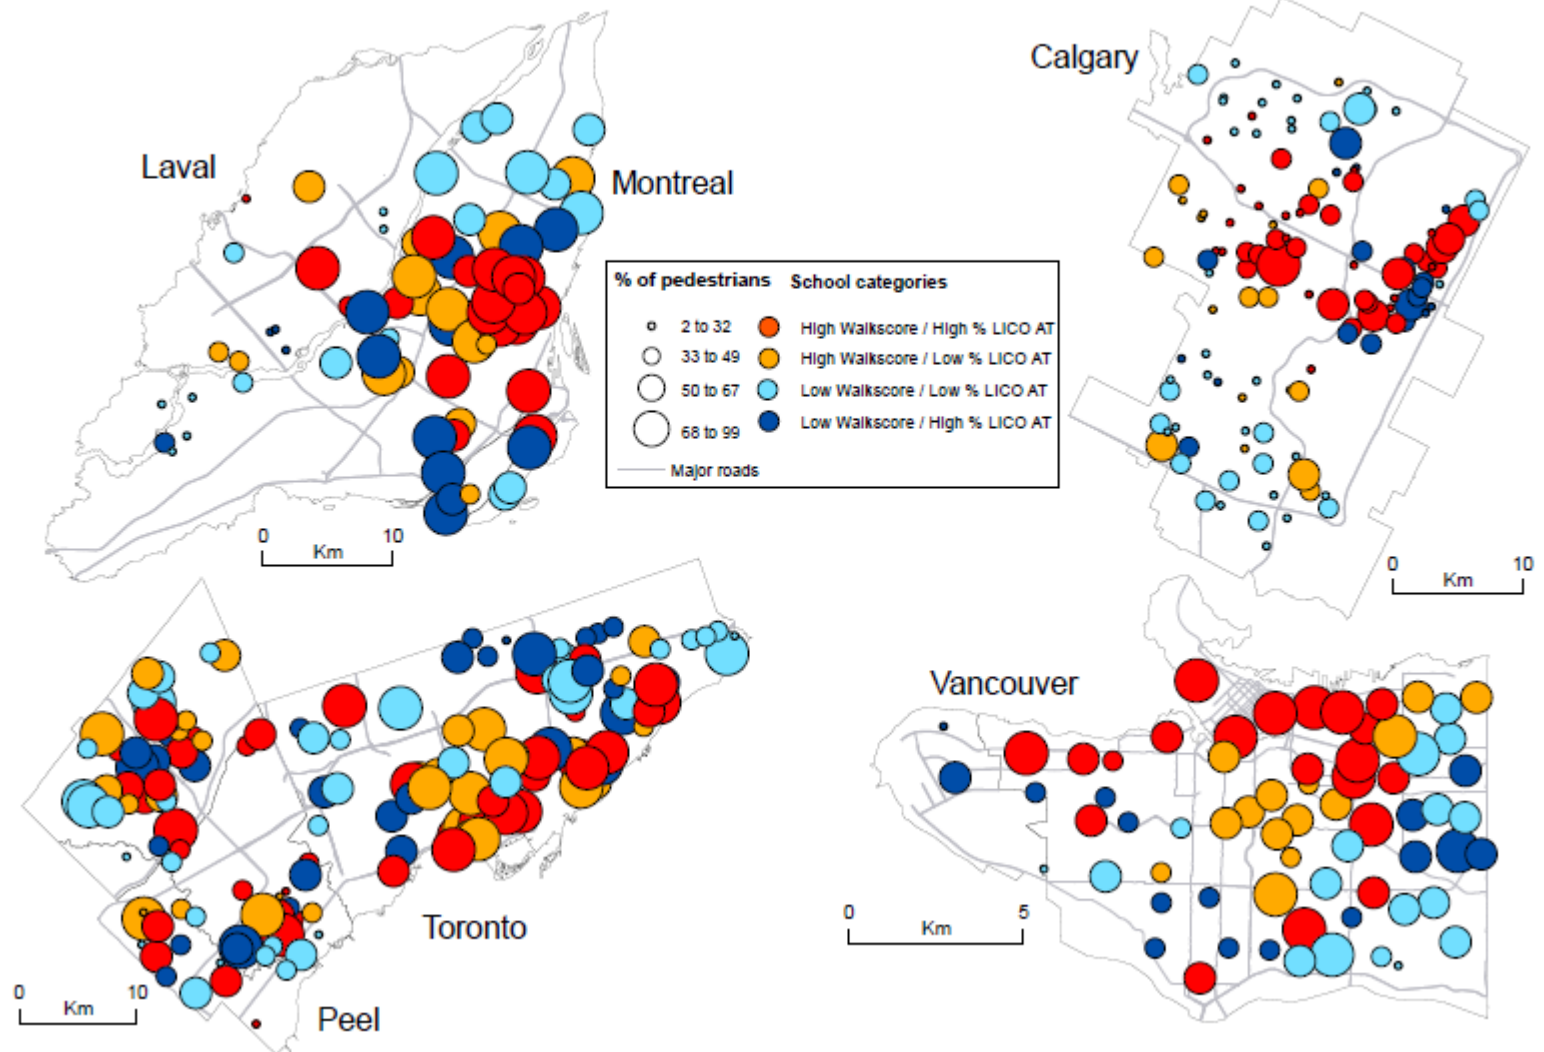 Calgary
Laval
Montreal
% of pedestrians School categories
2 to 32 High Walkscore / High % LICO AT
33 to 49 High Walkscore / Low % LICO AT
50 to 67 Low Walkscore / Low % LICO AT
68 to 99 Low Walkscore / High % LICO AT
Major roads
0 10
Km
0 10
Km
Vancouver
Toronto
0 5
Km
0 10
Km
Peel